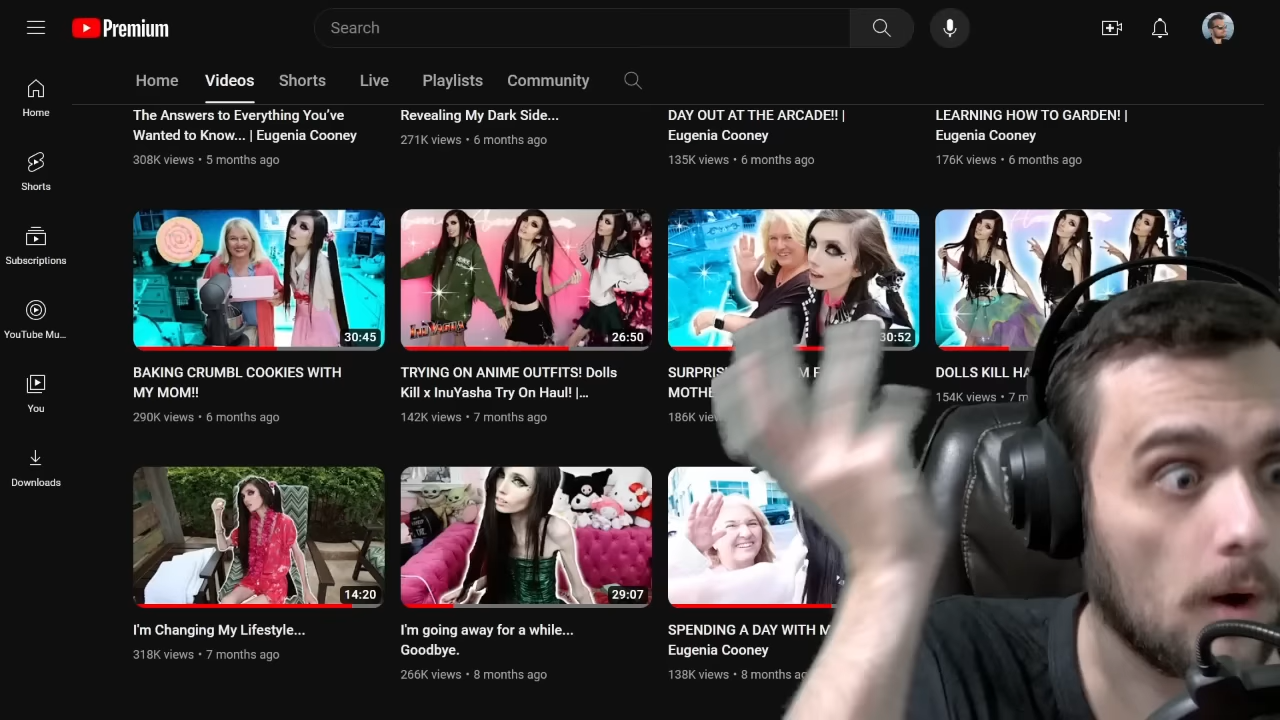 Premium
Search
Home
Videos
Shorts
Live
Playlists
Community
Home
Shorts
Subscriptions
YouTube Mu...
You
Downloads
The Answers to Everything You've
Wanted to Know... | Eugenia Cooney
308K views • 5 months ago
Revealing My Dark Side...
271K views • 6 months ago
DAY OUT AT THE ARCADE!! |
Eugenia Cooney
135K views • 6 months ago
LEARNING HOW TO GARDEN! |
Eugenia Cooney
176K views • 6 months ago
30:45
BAKING CRUMBL COOKIES WITH
MY MOM!!
290K views • 6 months ago
26:50
TRYING ON ANIME OUTFITS! Dolls
Kill x InuYasha Try On Haul! |...
142K views • 7 months ago
30:52
186K
DOLLS KILL
154K views • 7
14:20
I'm Changing My Lifestyle...
318K views • 7 months ago
29:07
I'm going away for a while...
Goodbye.
266K views • 8 months ago
SPENDING A DAY WITH
Eugenia Cooney
138K views • 8 months